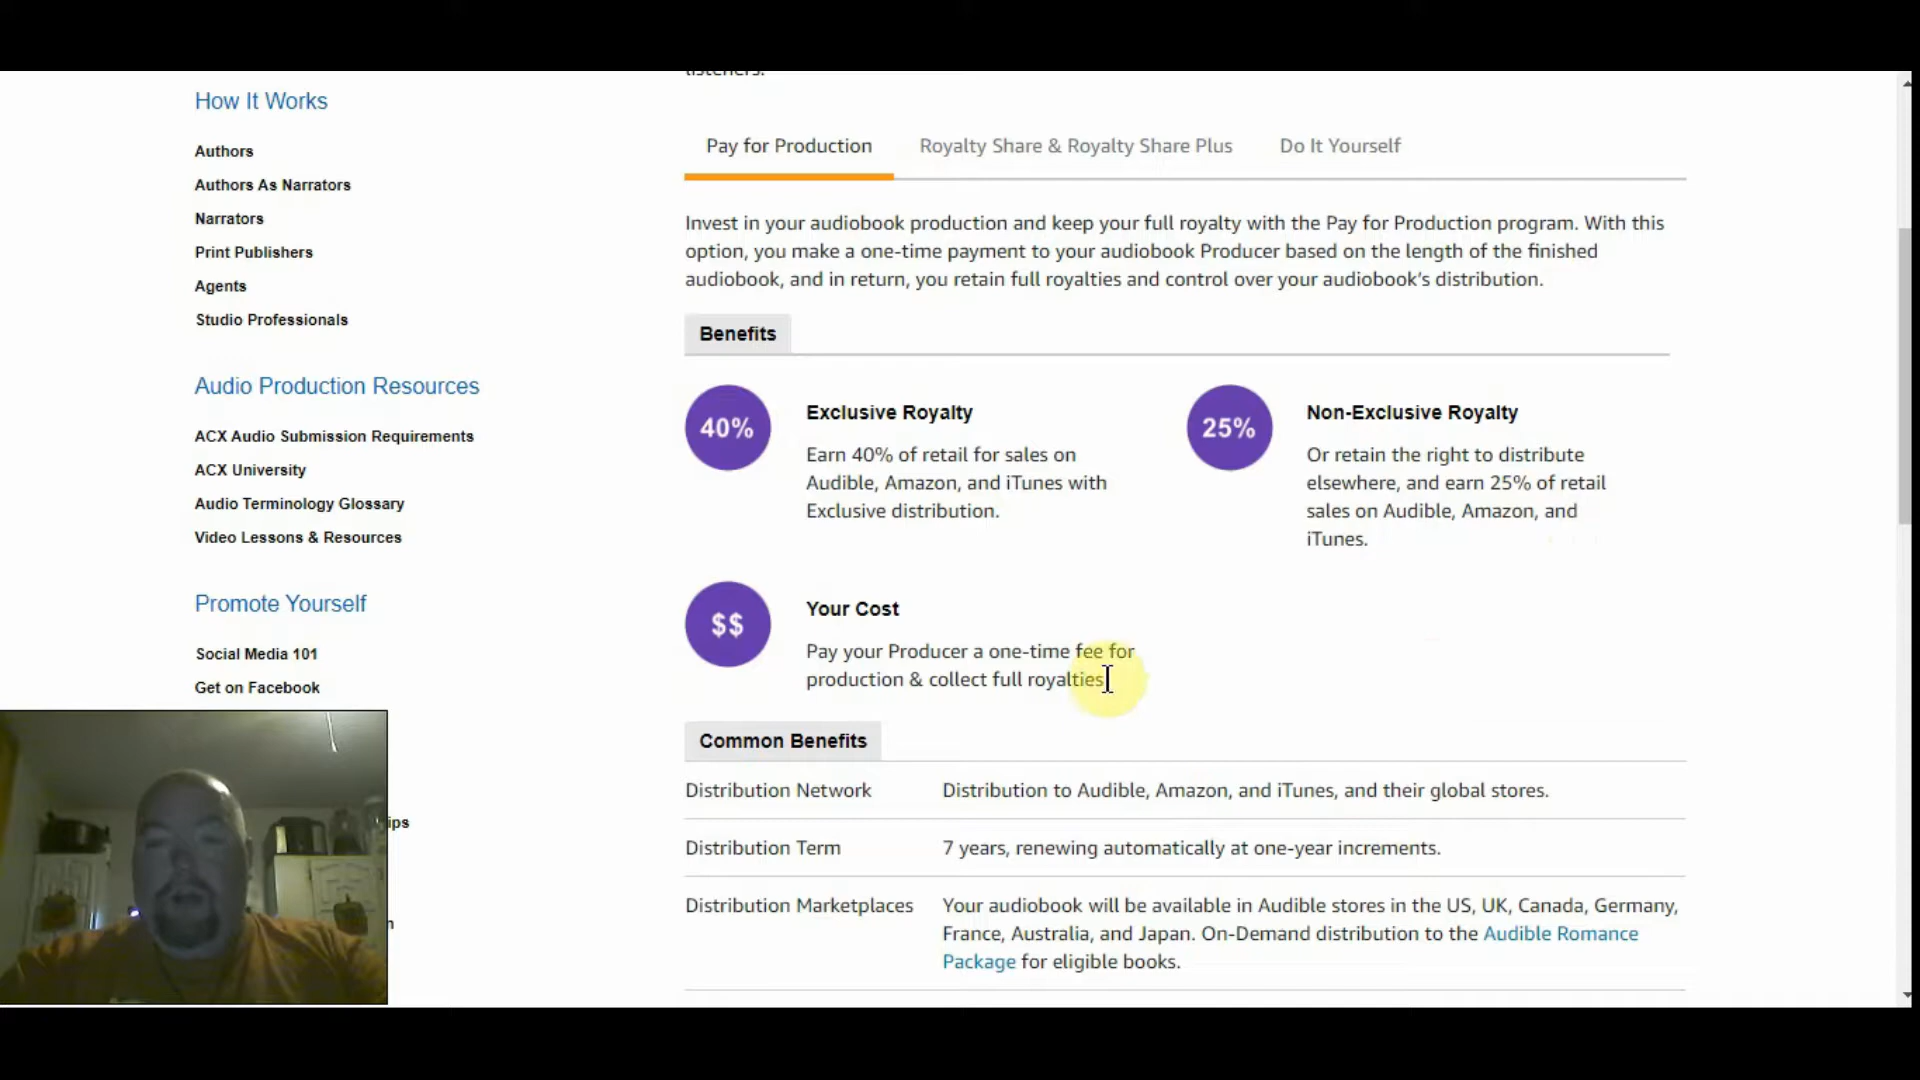 listeners.
How It Works
Authors
Authors As Narrators
Narrators
Print Publishers
Agents
Studio Professionals
Audio Production Resources
ACX Audio Submission Requirements
ACX University
Audio Terminology Glossary
Video Lessons & Resources
Promote Yourself
Social Media 101
Get on Facebook
Pay for Production
Royalty Share & Royalty Share Plus
Do It Yourself
Invest in your audiobook production and keep your full royalty with the Pay for Production program. With this
option, you make a one-time payment to your audiobook Producer based on the length of the finished
audiobook, and in return, you retain full royalties and control over your audiobook’s distribution.
Benefits
40%
Exclusive Royalty
Earn 40% of retail for sales on
Audible, Amazon, and iTunes with
Exclusive distribution.
25%
Non-Exclusive Royalty
Or retain the right to distribute
elsewhere, and earn 25% of retail
sales on Audible, Amazon, and
iTunes.
$$
Your Cost
Pay your Producer a one-time fee for
production & collect full royalties
Common Benefits
Distribution Network
Distribution to Audible, Amazon, and iTunes, and their global stores.
Distribution Term
7 years, renewing automatically at one-year increments.
Distribution Marketplaces
Your audiobook will be available in Audible stores in the US, UK, Canada, Germany,
France, Australia, and Japan. On-Demand distribution to the Audible Romance
Package for eligible books.